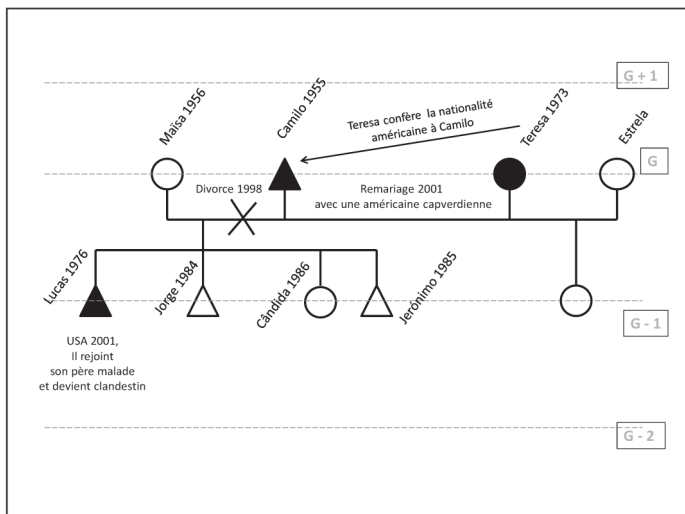 G + 1
Maïsa 1956
Camilo 1955
Teresa confère la nationalité
américaine à Camilo
Teresa 1973
Estrela
G
Divorce 1998
Remariage 2001
avec une américaine capverdienne
Lucas 1976
Jorge 1984
Cândida 1986
Jerónimo 1985
G - 1
USA 2001,
Il rejoint
son père malade
et devient clandestin
G - 2